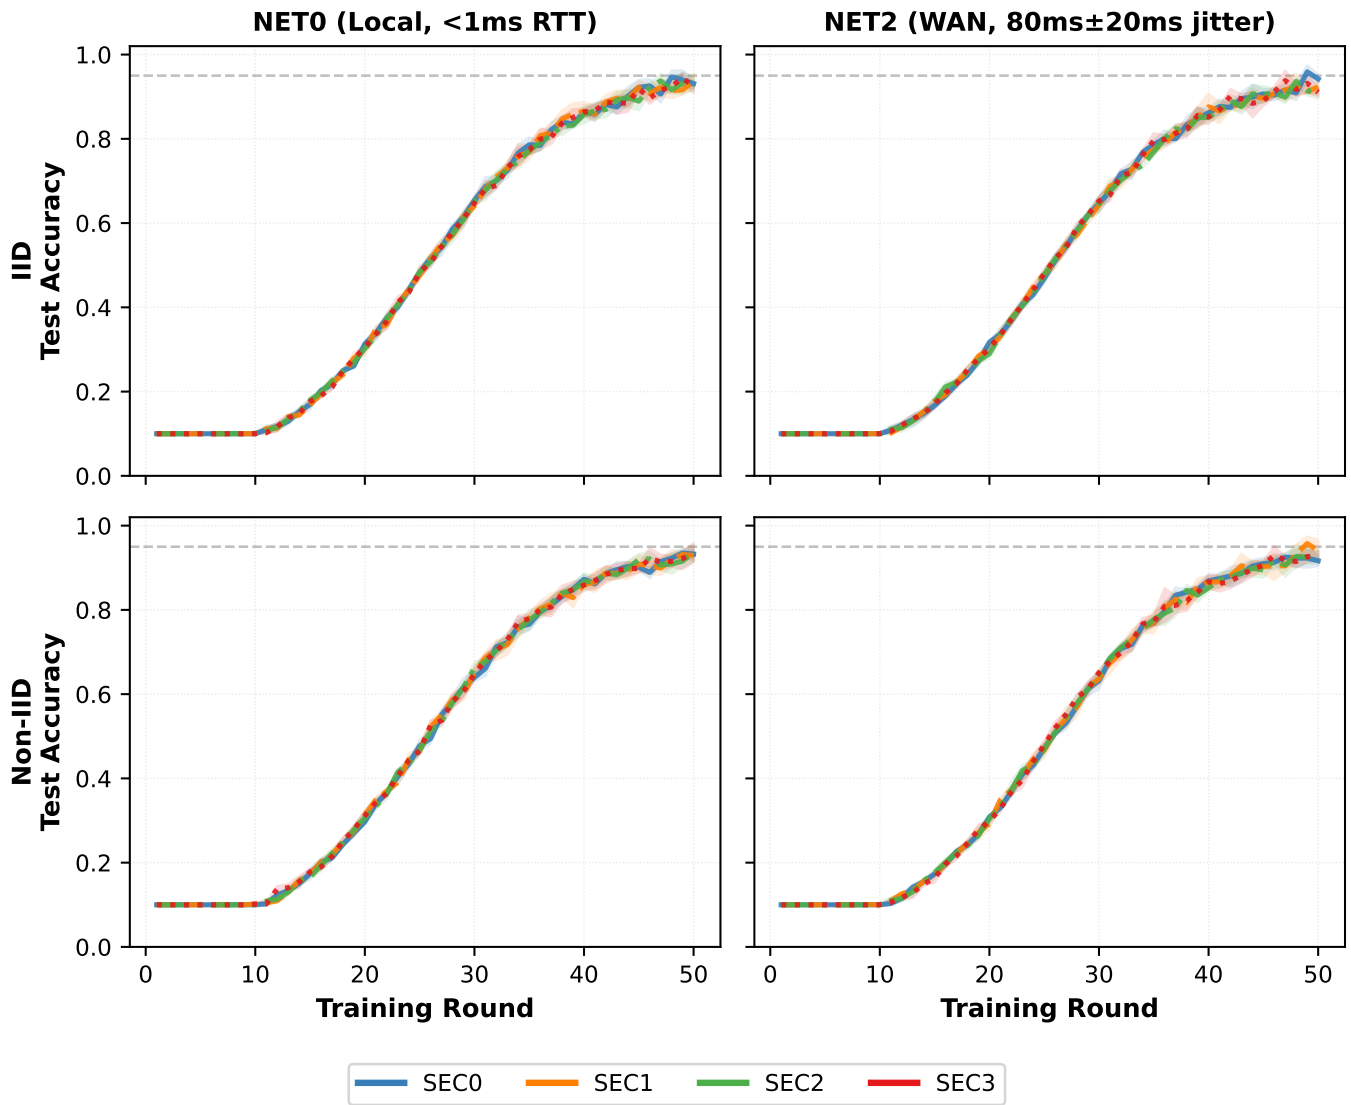 NET0 (Local, <1ms RTT)
NET2 (WAN, 80ms±20ms jitter)
IID
Test Accuracy
1.0
0.8
0.6
0.4
0.2
0.0
Non-IID
Test Accuracy
1.0
0.8
0.6
0.4
0.2
0.0
0 10 20 30 40 50
0 10 20 30 40 50
Training Round
Training Round
SEC0 SEC1 SEC2 SEC3